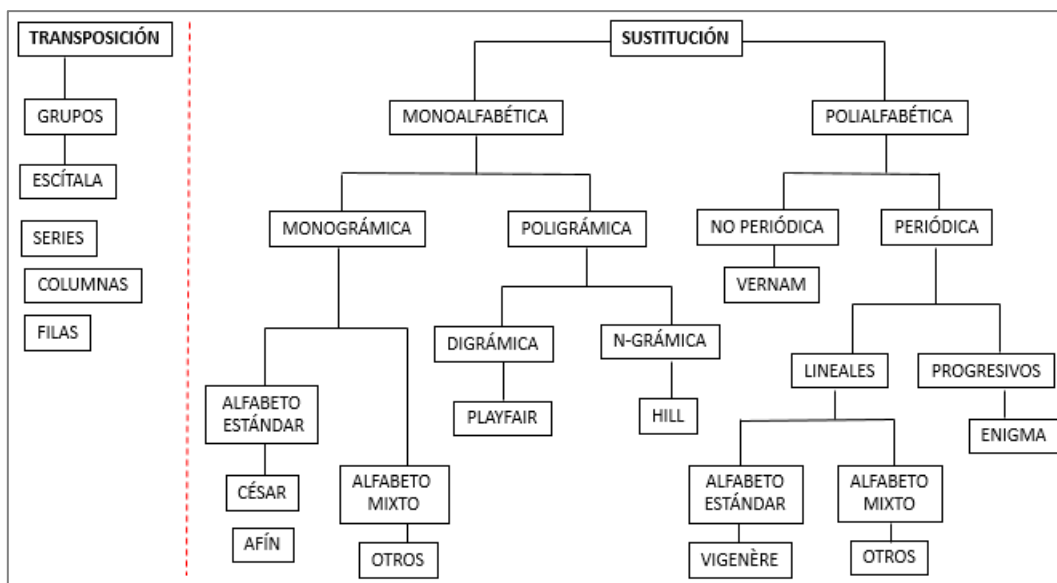 TRANSPOSICIÓN
GRUPOS
ESCÍTALA
SERIES
COLUMNAS
FILAS
SUSTITUCIÓN
MONOALFABÉTICA
POLIALFABÉTICA
MONOGRÁMICA
POLIGRÁMICA
NO PERIÓDICA
PERIÓDICA
VERNAM
DIGRÁMICA
N-GRÁMICA
LINEALES
PROGRESIVOS
ALFABETO
ESTÁNDAR
PLAYFAIR
HILL
ENIGMA
CÉSAR
ALFABETO
MIXTO
ALFABETO
ESTÁNDAR
ALFABETO
MIXTO
AFÍN
OTROS
VIGENÈRE
OTROS